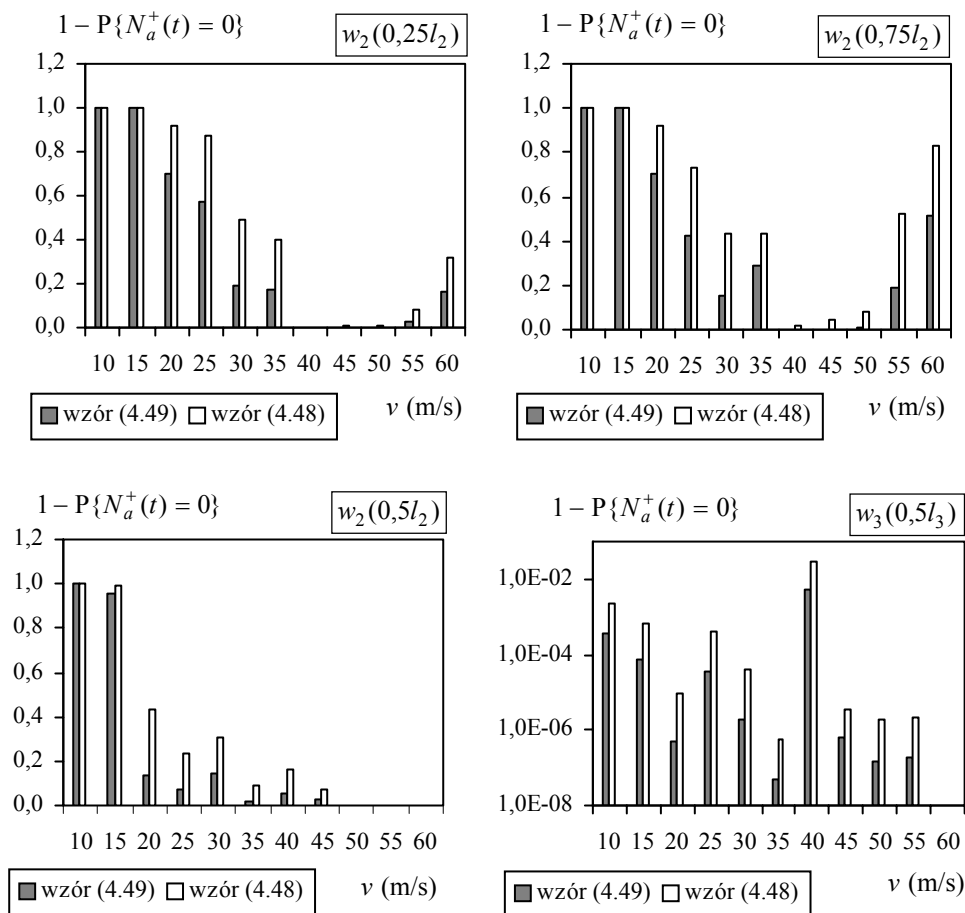 1 – P{N_a^+(t) = 0}
w_2(0,25l_2)
1,2
1,0
0,8
0,6
0,4
0,2
0,0
10 15 20 25 30 35 40 45 50 55 60
wzór (4.49) wzór (4.48)
v (m/s)
1 – P{N_a^+(t) = 0}
w_2(0,75l_2)
1,2
1,0
0,8
0,6
0,4
0,2
0,0
10 15 20 25 30 35 40 45 50 55 60
wzór (4.49) wzór (4.48)
v (m/s)
1 – P{N_a^+(t) = 0}
w_2(0,5l_2)
1,2
1,0
0,8
0,6
0,4
0,2
0,0
10 15 20 25 30 35 40 45 50 55 60
wzór (4.49) wzór (4.48)
v (m/s)
1 – P{N_a^+(t) = 0}
w_3(0,5l_3)
1,0E-02
1,0E-04
1,0E-06
1,0E-08
10 15 20 25 30 35 40 45 50 55 60
wzór (4.49) wzór (4.48)
v (m/s)